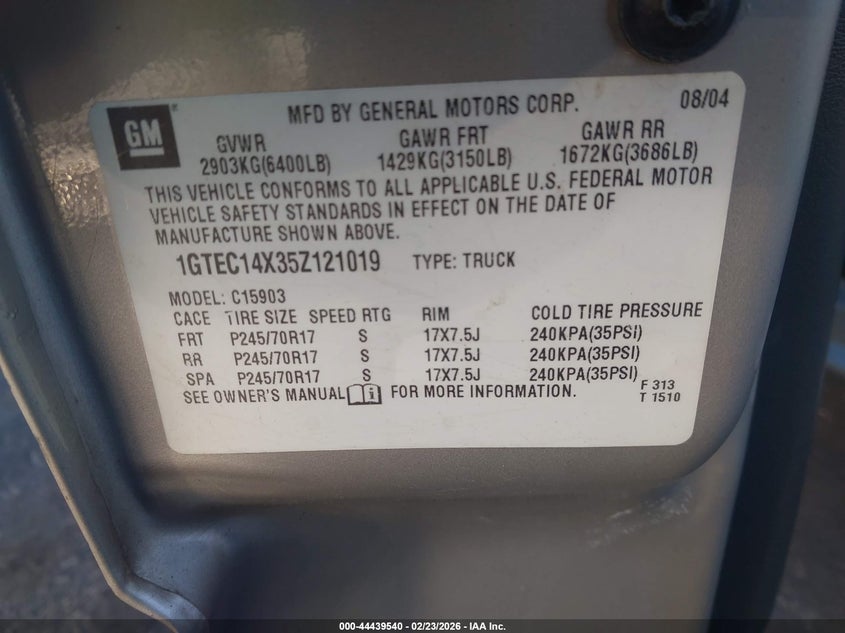 GM
MFD BY GENERAL MOTORS CORP. 08/04
GVWR GAWR FRT GAWR RR
2903KG(6400LB) 1429KG(3150LB) 1672KG(3686LB)
THIS VEHICLE CONFORMS TO ALL APPLICABLE U.S. FEDERAL MOTOR
VEHICLE SAFETY STANDARDS IN EFFECT ON THE DATE OF
MANUFACTURE SHOWN ABOVE.
1GTEC14X35Z121019 TYPE: TRUCK
MODEL: C15903
CACE TIRE SIZE SPEED RTG RIM COLD TIRE PRESSURE
FRT P245/70R17 S 17X7.5J 240KPA(35PSI)
RR P245/70R17 S 17X7.5J 240KPA(35PSI)
SPA P245/70R17 S 17X7.5J 240KPA(35PSI)
SEE OWNER'S MANUAL i FOR MORE INFORMATION.
F 313
T 1510
000-44439540 - 02/23/2026 - IAA Inc.